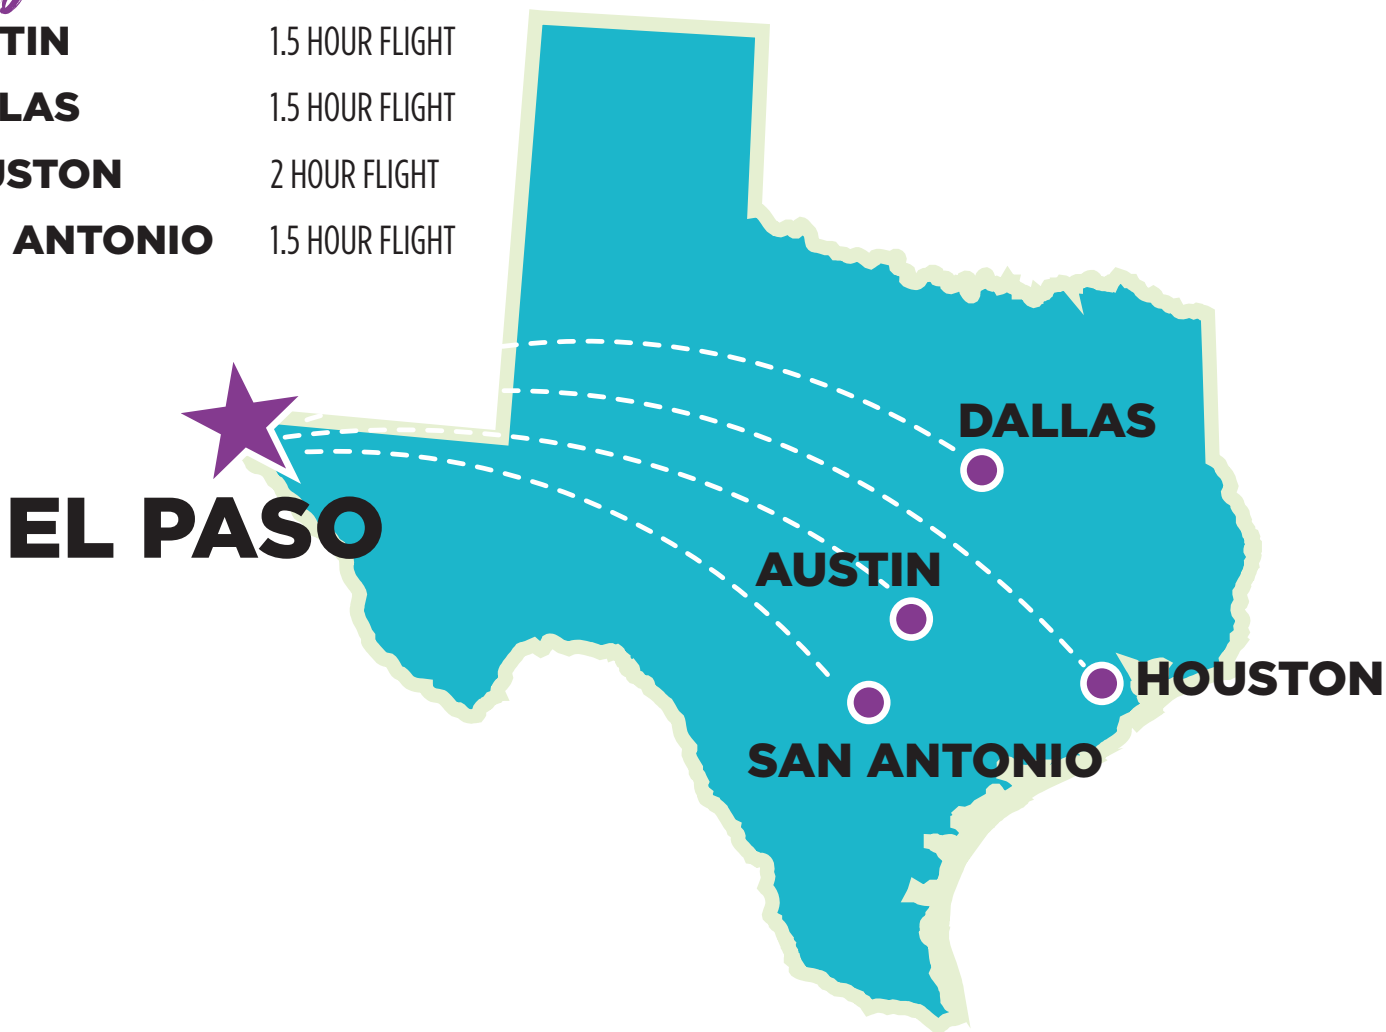 TIN 1.5 HOUR FLIGHT
LAS 1.5 HOUR FLIGHT
USTON 2 HOUR FLIGHT
ANTONIO 1.5 HOUR FLIGHT
DALLAS
EL PASO
AUSTIN
HOUSTON
SAN ANTONIO